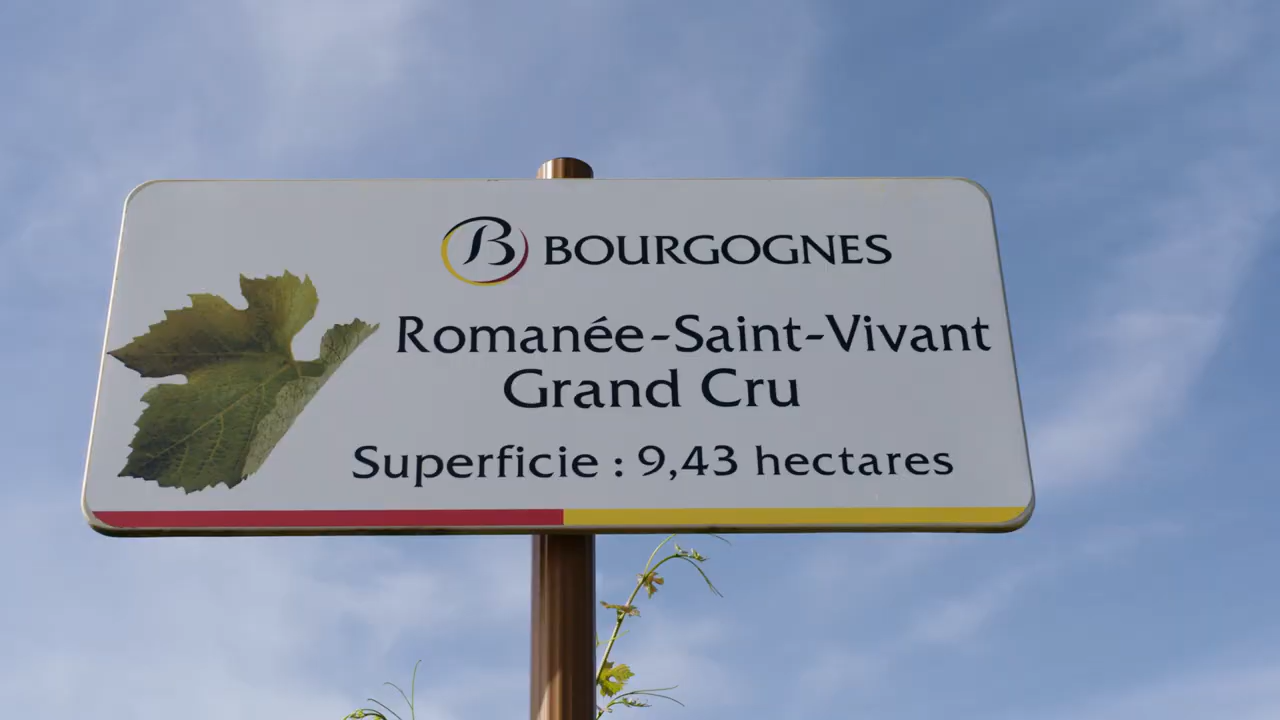 B BOURGOGNES
Romanée-Saint-Vivant
Grand Cru
Superficie : 9,43 hectares